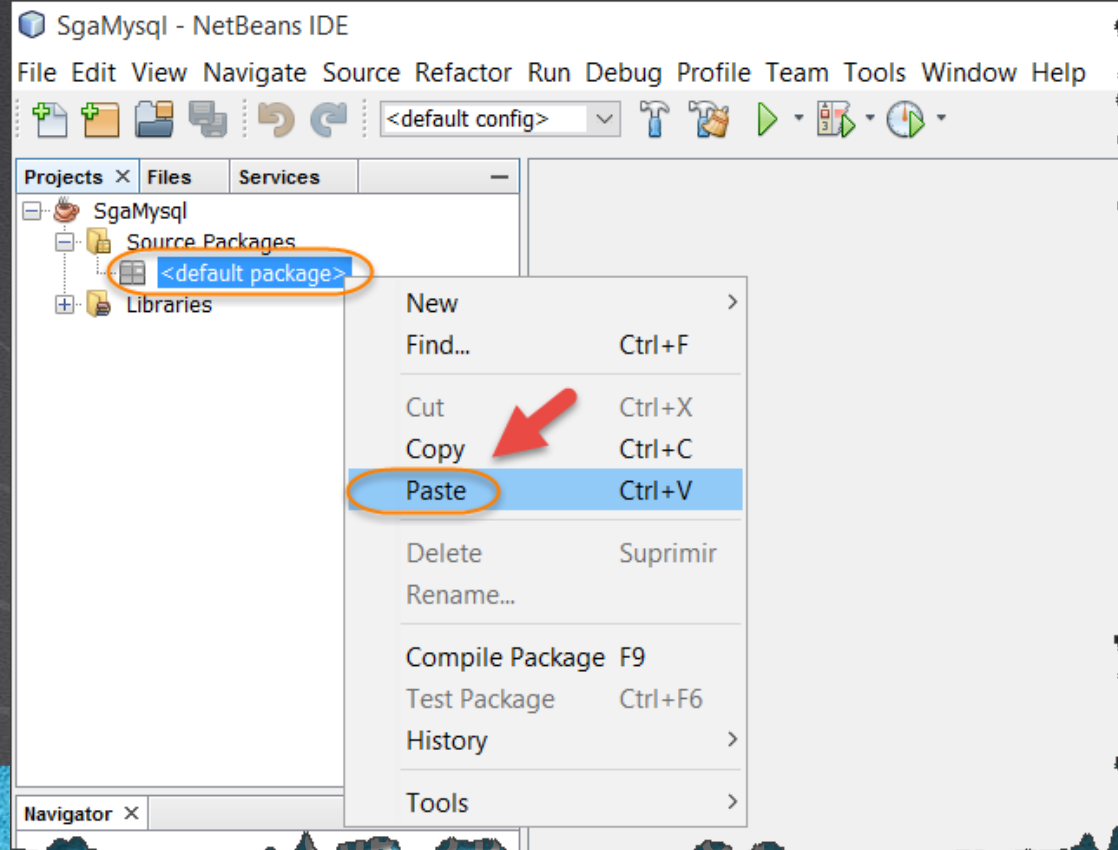 SgaMysql - NetBeans IDE
File Edit View Navigate Source Refactor Run Debug Profile Team Tools Window Help
<default config>
Projects Files Services
SgaMysql
Source Packages
<default package>
Libraries
New
Find... Ctrl+F
Cut Ctrl+X
Copy Ctrl+C
Paste Ctrl+V
Delete Suprimir
Rename...
Compile Package F9
Test Package Ctrl+F6
History
Tools
Navigator